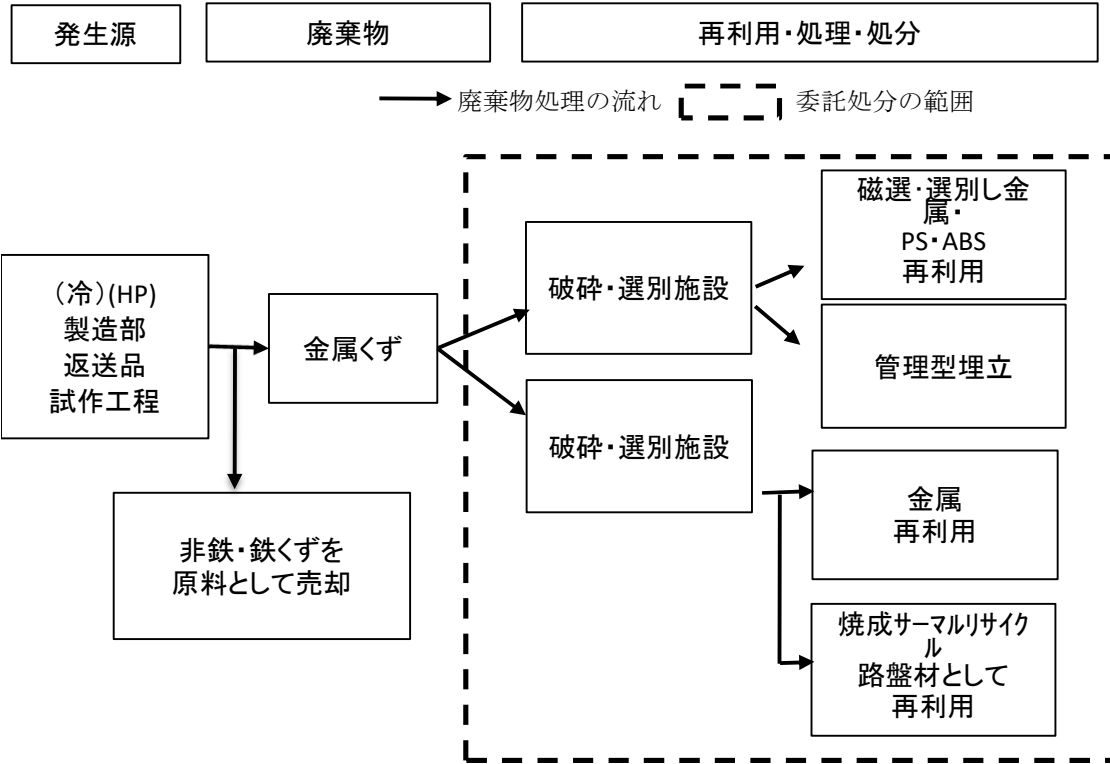 発生源
廃棄物
再利用・処理・処分
廃棄物処理の流れ
委託処分の範囲
（冷）(HP)
製造部
返送品
試作工程
金属くず
非鉄・鉄くずを
原料として売却
破砕・選別施設
磁選・選別し金
属・
PS・ABS
再利用
管理型埋立
破砕・選別施設
金属
再利用
焼成サーマルリサイク
ル
路盤材として
再利用